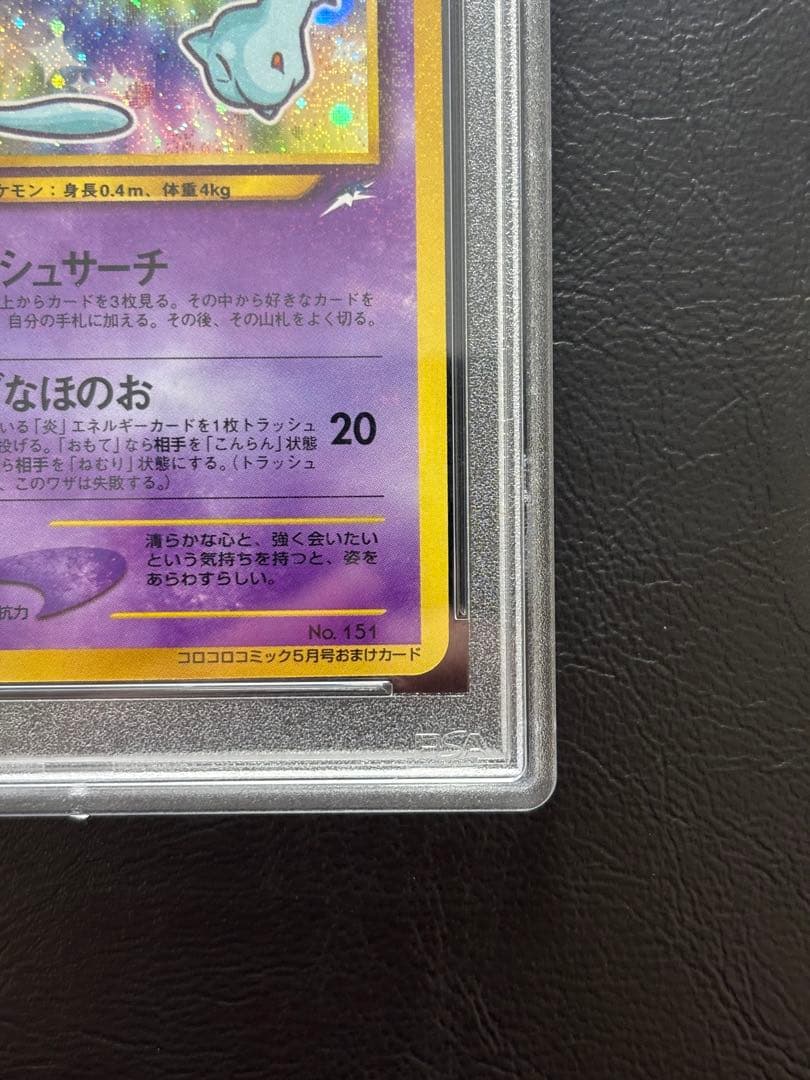 ケモン：身長0.4m、体重4kg
シュサーチ
上からカードを3枚見る。その中から好きなカードを
自分の手札に加える。その後、その山札をよく切る。
なほのお
いる「炎」エネルギーカードを1枚トラッシュ
投げる。「おもて」なら相手を「こんらん」状態
ら相手を「ねむり」状態にする。（トラッシュ
、このワザは失敗する。）
20
清らかな心と、強く会いたい
という気持ちを持つと、姿を
あらわすらしい。
抗力
No. 151
コロコロコミック5月号おまけカード